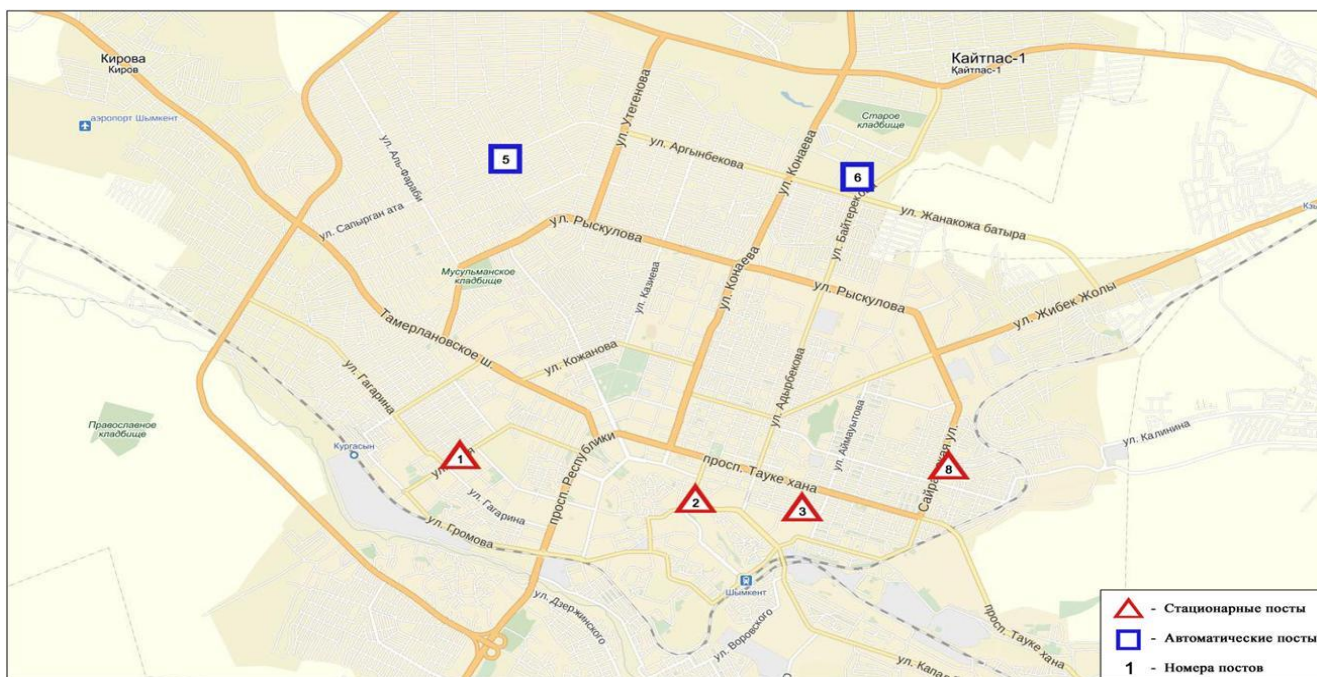 Кирова
Киров
Кайтпас-1
Қайтпас-1
аэропорт Шымкент
Старое
кладбище
ул. Утегенова
ул. Аргынбекова
ул. Конаева
ул. Аль-Фараби
5
6
ул. Байтерекова
ул. Жанакожа батыра
ул. Сапырган ата
ул. Рыскулова
Мусульманское
кладбище
ул. Казиева
ул. Конаева
ул. Рыскулова
ул. Жибек Жолы
Тамерлановское ш.
ул. Кожанова
ул. Гагарина
ул. Адырбекова
ул. Аймауытова
Православное
кладбище
Кургасын
1
просп. Республики
просп. Тауке хана
Сайрамская ул.
8
ул. Калинина
2
3
ул. Гагарина
ул. Громова
Шымкент
ул. Дзержинского
ул. Воровского
просп. Тауке хана
- Стационарные посты
- Автоматические посты
1 - Номера постов